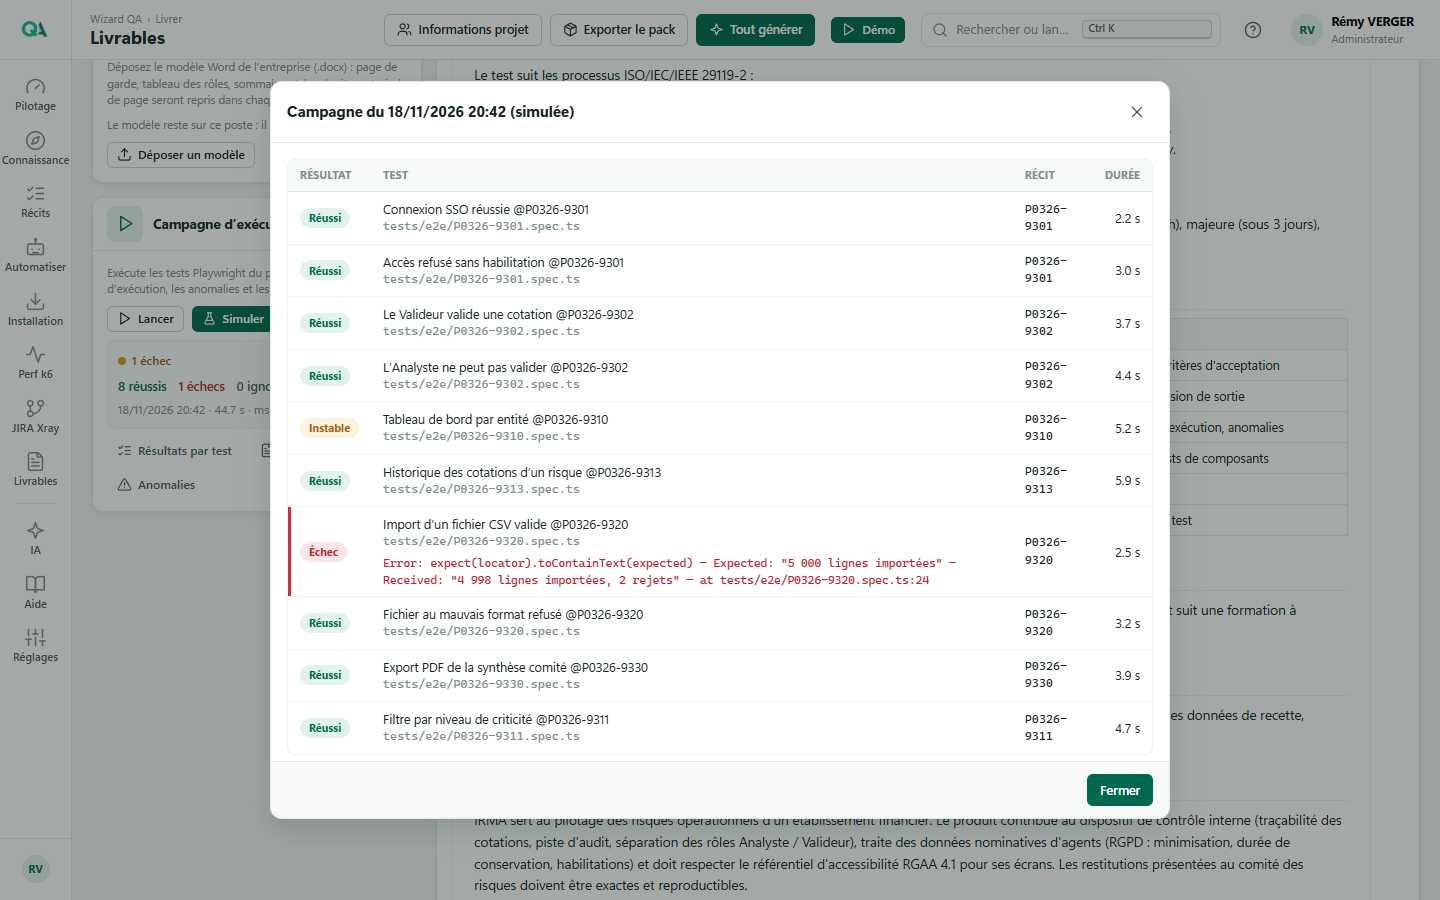 QA
Wizard QA › Livrer
Livrables
Informations projet
Exporter le pack
Tout générer
Démo
Rechercher ou lan...
Ctrl K
RV
Rémy VERGER
Administrateur
Pilotage
Connaissance
Récits
Automatiser
Installation
Perf k6
JIRA Xray
Livrables
IA
Aide
Réglages
RV
Déposez le modèle Word de l'entreprise (.docx) : page de
garde, tableau des rôles,
de page seront repris dans
Le modèle reste sur ce poste : il
Déposer un modèle
Campagne d'exécu
Exécute les tests Playwright du p
d'exécution, les anomalies et les
Lancer
Simuler
1 échec
8 réussis 1 échecs 0 igno
18/11/2026 20:42 · 44.7 s · ms
Résultats par test
Anomalies
Le test suit les processus ISO/IEC/IEEE 29119-2 :
), majeure (sous 3 jours),
ritères d'acceptation
sion de sortie
exécution, anomalies
ts de composants
test
t suit une formation à
es données de recette,
Campagne du 18/11/2026 20:42 (simulée)
RÉSULTAT TEST RÉCIT DURÉE
Réussi
Connexion SSO réussie @P0326-9301
tests/e2e/P0326-9301.spec.ts
P0326-
9301
2.2 s
Réussi
Accès refusé sans habilitation @P0326-9301
tests/e2e/P0326-9301.spec.ts
P0326-
9301
3.0 s
Réussi
Le Valideur valide une cotation @P0326-9302
tests/e2e/P0326-9302.spec.ts
P0326-
9302
3.7 s
Réussi
L'Analyste ne peut pas valider @P0326-9302
tests/e2e/P0326-9302.spec.ts
P0326-
9302
4.4 s
Instable
Tableau de bord par entité @P0326-9310
tests/e2e/P0326-9310.spec.ts
P0326-
9310
5.2 s
Réussi
Historique des cotations d'un risque @P0326-9313
tests/e2e/P0326-9313.spec.ts
P0326-
9313
5.9 s
Échec
Import d'un fichier CSV valide @P0326-9320
tests/e2e/P0326-9320.spec.ts
Error: expect(locator).toContainText(expected) — Expected: "5 000 lignes importées" —
Received: "4 998 lignes importées, 2 rejets" — at tests/e2e/P0326-9320.spec.ts:24
P0326-
9320
2.5 s
Réussi
Fichier au mauvais format refusé @P0326-9320
tests/e2e/P0326-9320.spec.ts
P0326-
9320
3.2 s
Réussi
Export PDF de la synthèse comité @P0326-9330
tests/e2e/P0326-9330.spec.ts
P0326-
9330
3.9 s
Réussi
Filtre par niveau de criticité @P0326-9311
tests/e2e/P0326-9311.spec.ts
P0326-
9311
4.7 s
Fermer
IRMA sert au pilotage des risques opérationnels d'un établissement financier. Le produit contribue au dispositif de contrôle interne (traçabilité des
cotations, piste d'audit, séparation des rôles Analyste / Valideur), traite des données nominatives d'agents (RGPD : minimisation, durée de
conservation, habilitations) et doit respecter le référentiel d'accessibilité RGAA 4.1 pour ses écrans. Les restitutions présentées au comité des
risques doivent être exactes et reproductibles.